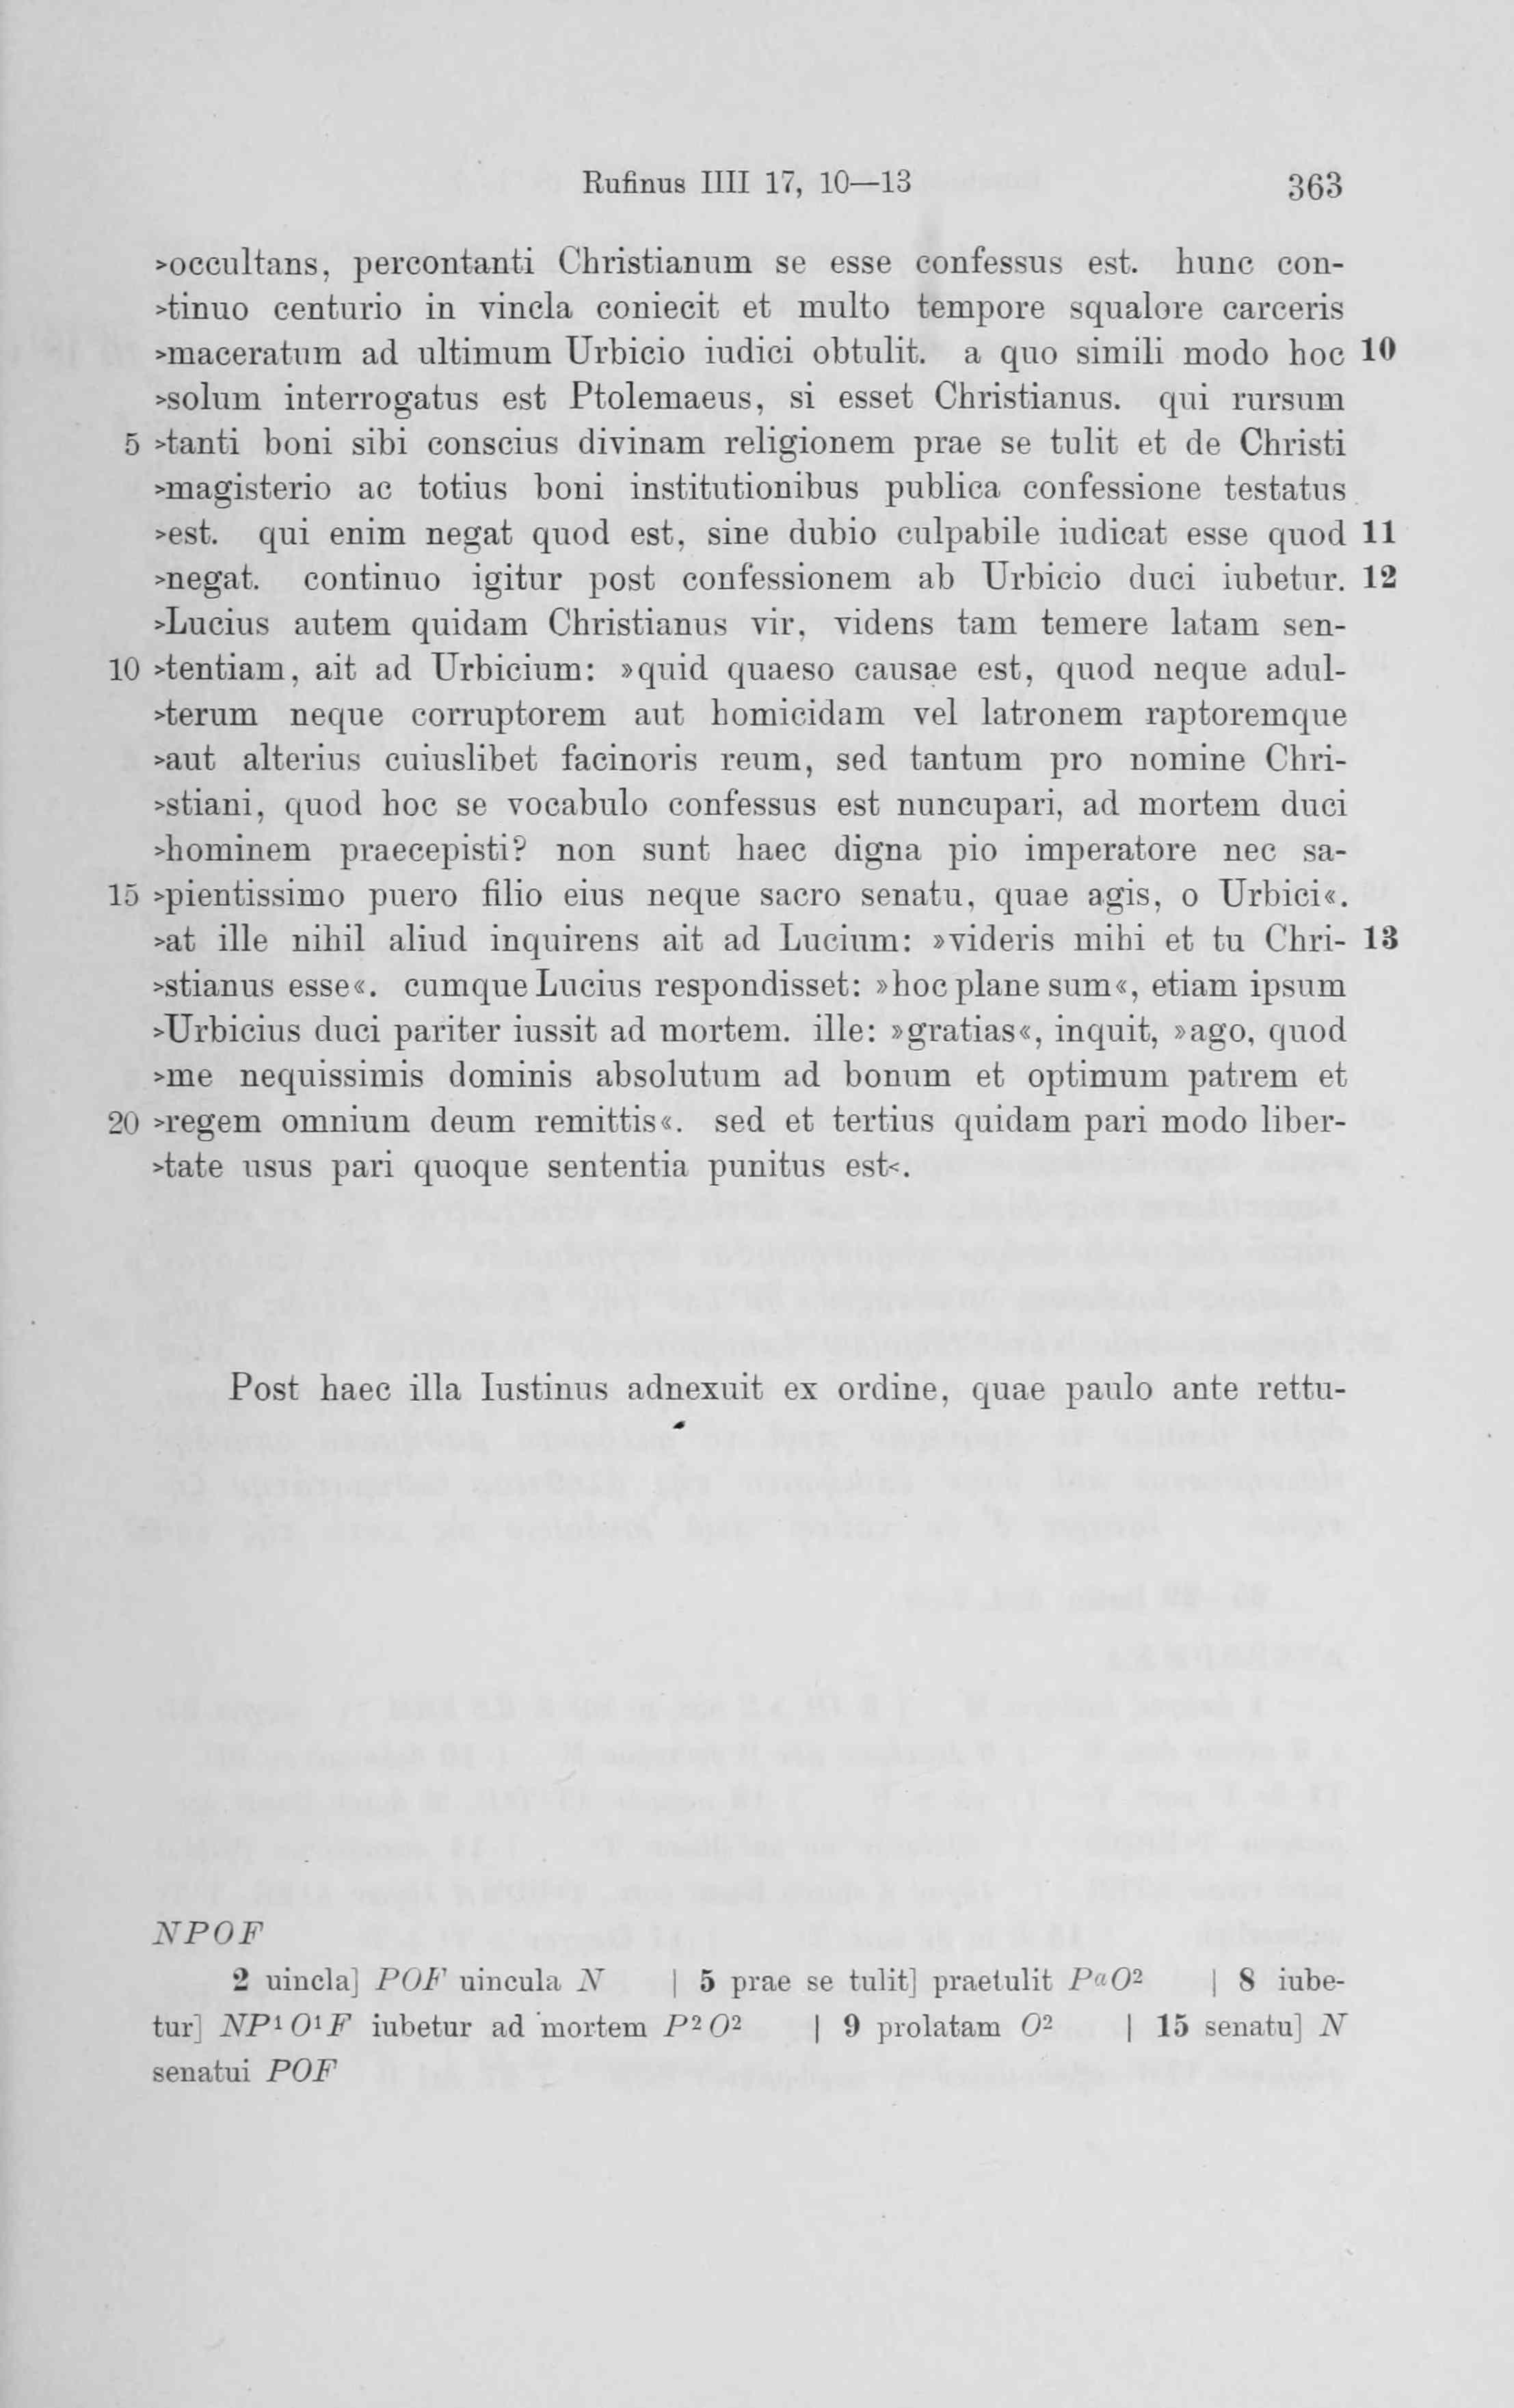 Rufinus IIII 17, 10—13 363
>occultans, percontanti Christianum se esse confessus est. hunc con-
>tinuo centurio in vincla coniecit et multo tempore squalore carceris
>maceratum ad ultimum Urbicio iudici obtulit. a quo simili modo hoc 10
>solum interrogatus est Ptolemaeus, si esset Christianus. qui rursum
5 >tanti boni sibi conscius divinam religionem prae se tulit et de Christi
>magisterio ac totius boni institutionibus publica confessione testatus
>est. qui enim negat quod est, sine dubio culpabile iudicat esse quod 11
>negat. continuo igitur post confessionem ab Urbicio duci iubetur. 12
>Lucius autem quidam Christianus vir, videns tam temere latam sen-
10 >tentiam, ait ad Urbicium: »quid quaeso causae est, quod neque adul-
>terum neque corruptorem aut homicidam vel latronem raptoremque
>aut alterius cuiuslibet facinoris reum, sed tantum pro nomine Chri-
>stiani, quod hoc se vocabulo confessus est nuncupari, ad mortem duci
>hominem praecepisti? non sunt haec digna pio imperatore nec sa-
15 >pientissimo puero filio eius neque sacro senatu, quae agis, o Urbici«.
>at ille nihil aliud inquirens ait ad Lucium: »videris mihi et tu Chri- 13
>stianus esse«. cumque Lucius respondisset: »hoc plane sum«, etiam ipsum
>Urbicius duci pariter iussit ad mortem. ille: »gratias«, inquit, »ago, quod
>me nequissimis dominis absolutum ad bonum et optimum patrem et
20 >regem omnium deum remittis«. sed et tertius quidam pari modo liber-
>tate usus pari quoque sententia punitus est<.
Post haec illa Iustinus adnexuit ex ordine, quae paulo ante rettu-
NPOF
2 uincla] POF uincula N | 5 prae se tulit] praetulit PaO² | 8 iube-
tur] NP¹O¹F iubetur ad mortem P²O² | 9 prolatam O² | 15 senatu] N
senatui POF